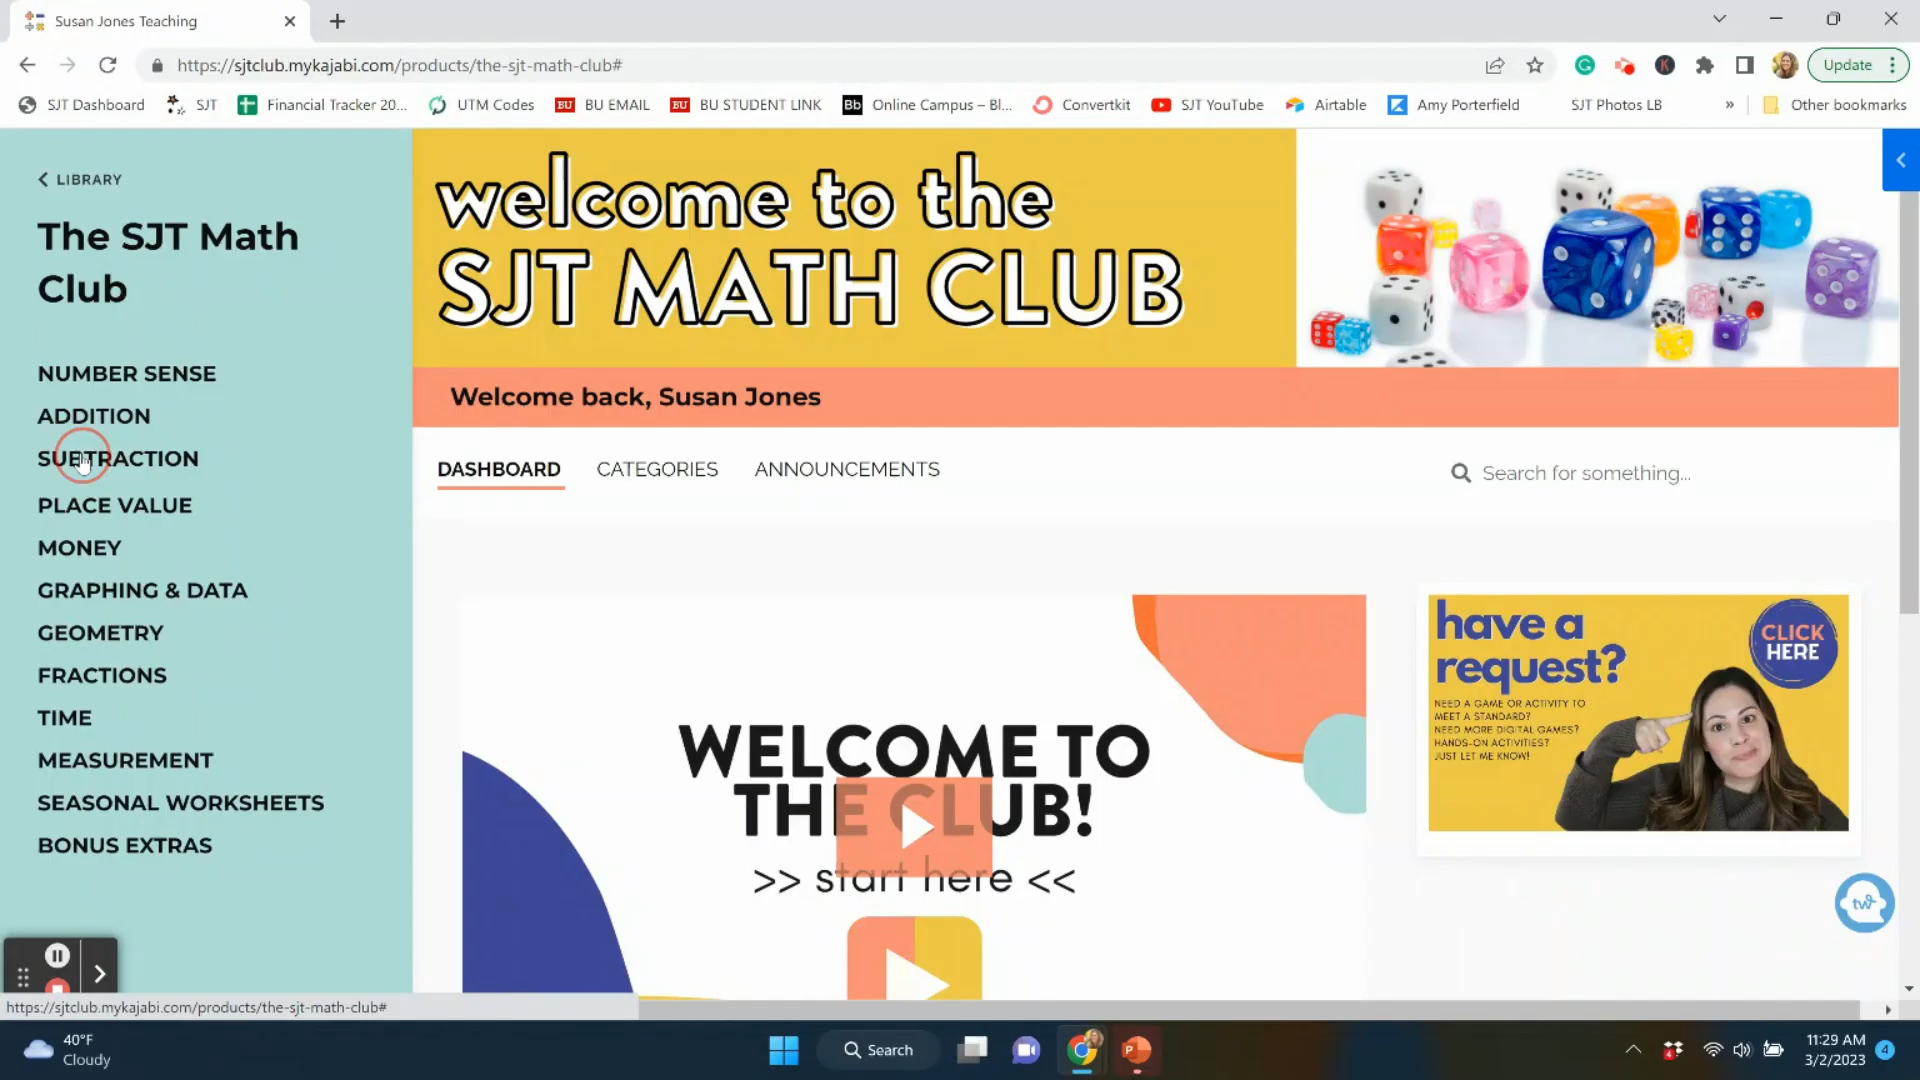 Susan Jones Teaching
https://sjtclub.mykajabi.com/products/the-sjt-math-club#
Update
SJT Dashboard
SJT
Financial Tracker 20...
UTM Codes
BU BU EMAIL
BU BU STUDENT LINK
Bb Online Campus – Bl...
Convertkit
SJT YouTube
Airtable
Amy Porterfield
SJT Photos LB
»
Other bookmarks
LIBRARY
The SJT Math
Club
NUMBER SENSE
ADDITION
SUBTRACTION
PLACE VALUE
MONEY
GRAPHING & DATA
GEOMETRY
FRACTIONS
TIME
MEASUREMENT
SEASONAL WORKSHEETS
BONUS EXTRAS
welcome to the
SJT MATH CLUB
Welcome back, Susan Jones
DASHBOARD
CATEGORIES
ANNOUNCEMENTS
Search for something...
WELCOME TO
THE CLUB!
>> start here <<
have a
request?
CLICK
HERE
NEED A GAME OR ACTIVITY TO
MEET A STANDARD?
NEED MORE DIGITAL GAMES?
HANDS-ON ACTIVITIES?
JUST LET ME KNOW!
tw
https://sjtclub.mykajabi.com/products/the-sjt-math-club#
40°F
Cloudy
Search
11:29 AM
3/2/2023
4